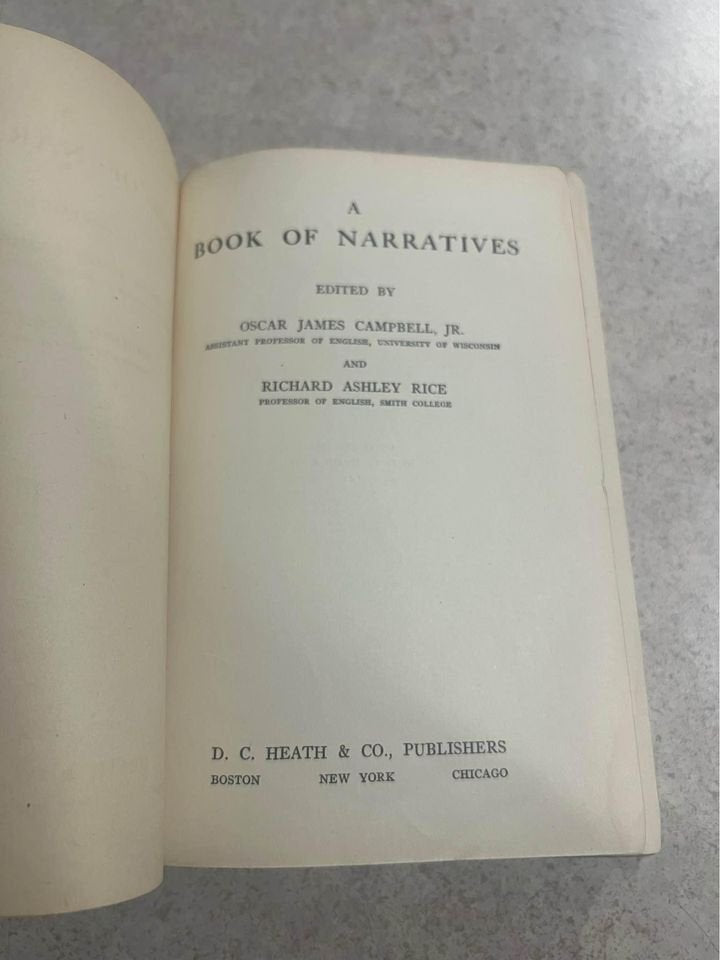 A
BOOK OF NARRATIVES
EDITED BY
OSCAR JAMES CAMPBELL, JR.
ASSISTANT PROFESSOR OF ENGLISH, UNIVERSITY OF WISCONSIN
AND
RICHARD ASHLEY RICE
PROFESSOR OF ENGLISH, SMITH COLLEGE
D. C. HEATH & CO., PUBLISHERS
BOSTON NEW YORK CHICAGO